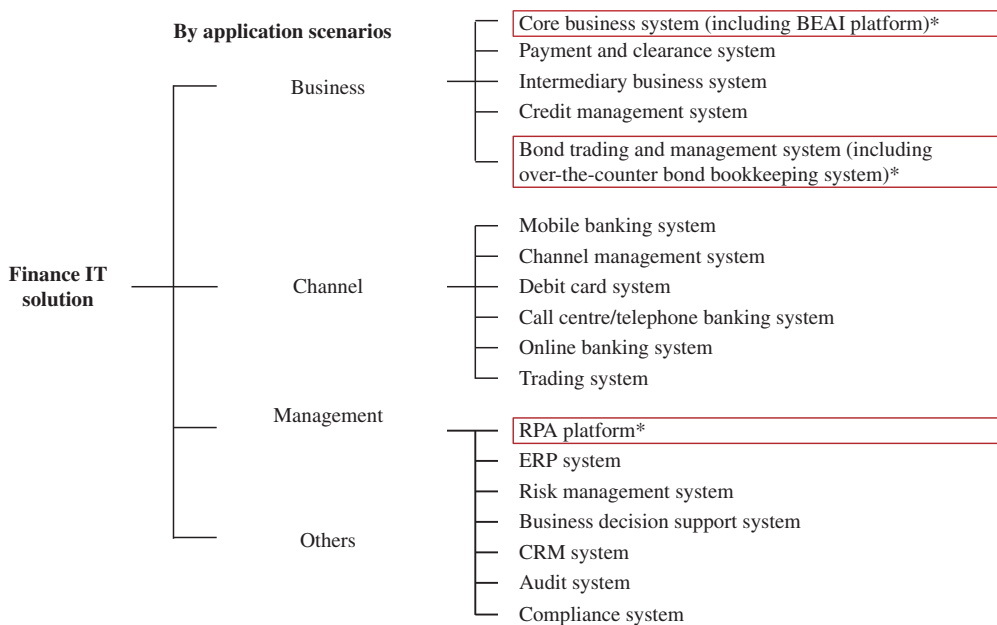 By application scenarios
Finance IT
solution
Business
Core business system (including BEAI platform)*
Payment and clearance system
Intermediary business system
Credit management system
Bond trading and management system (including
over-the-counter bond bookkeeping system)*
Channel
Mobile banking system
Channel management system
Debit card system
Call centre/telephone banking system
Online banking system
Trading system
Management
RPA platform*
ERP system
Risk management system
Business decision support system
CRM system
Audit system
Compliance system
Others